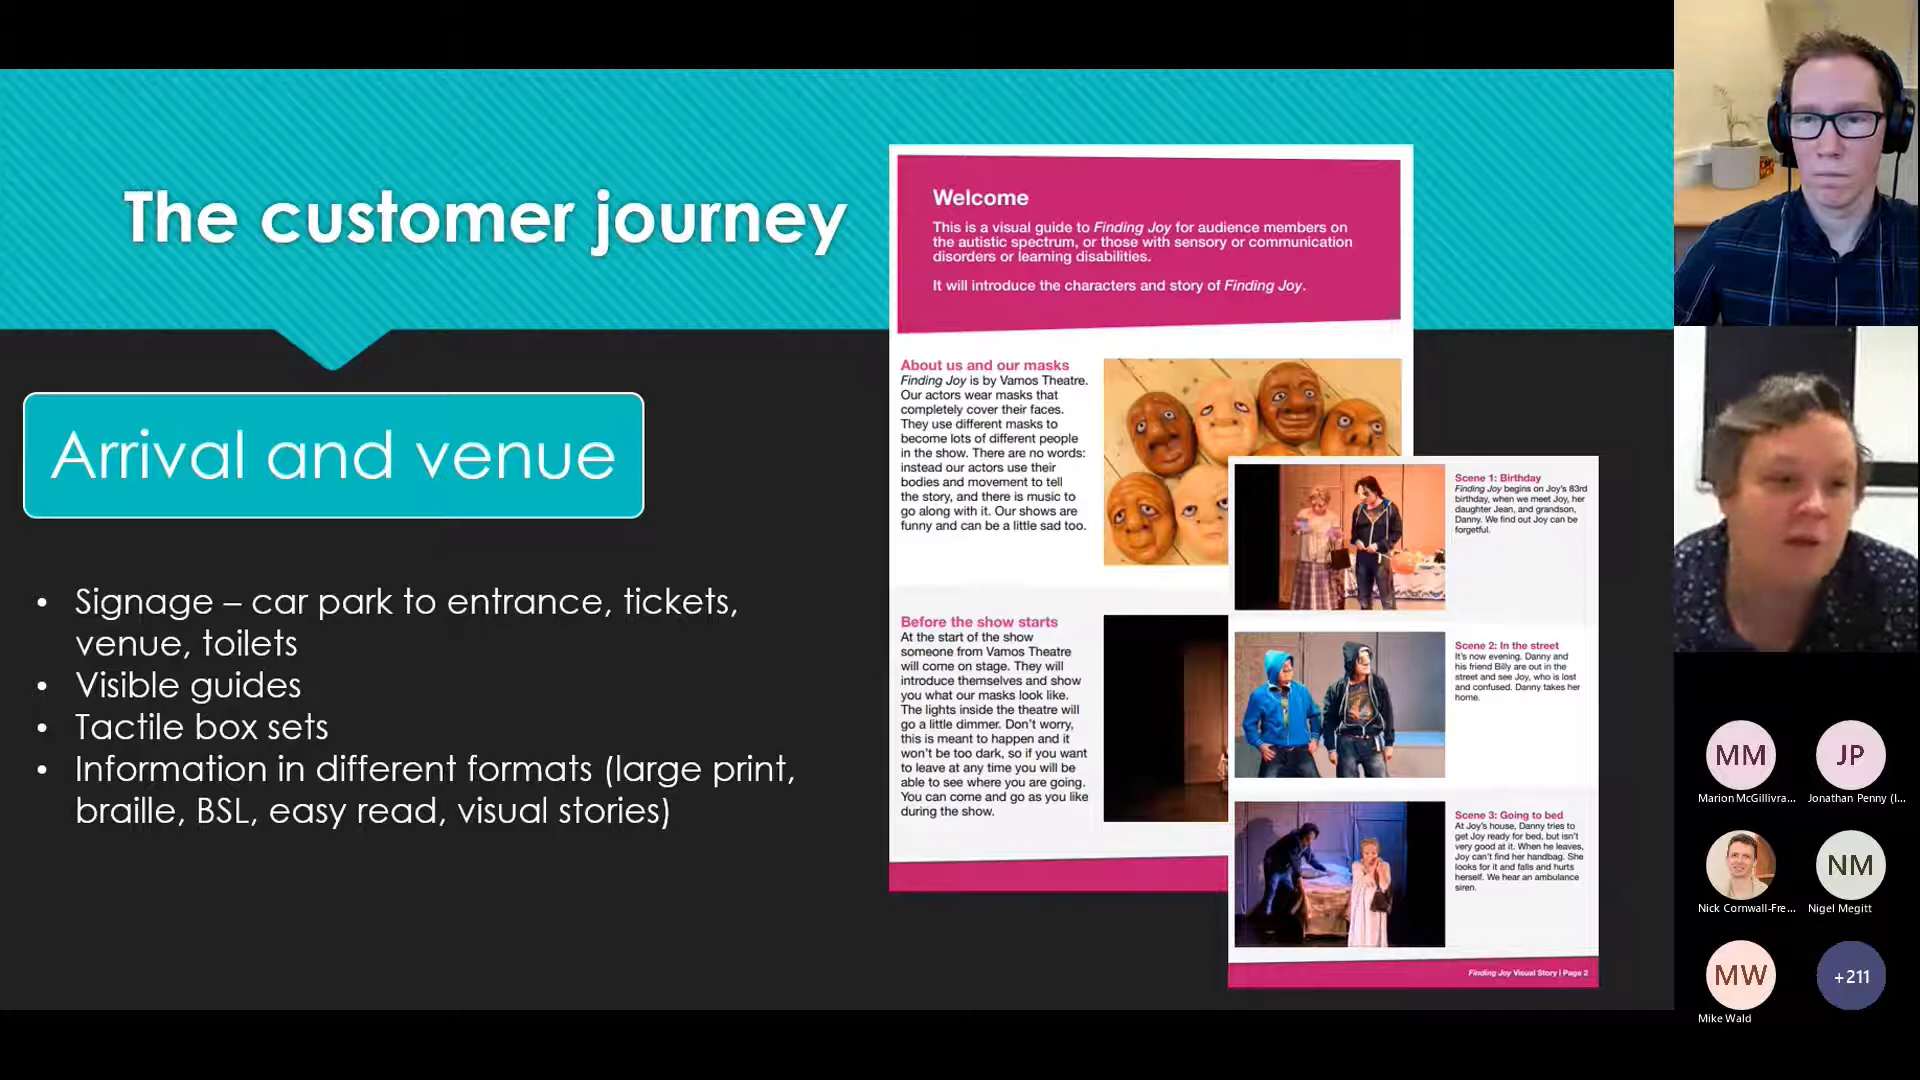 The customer journey
Arrival and venue
• Signage – car park to entrance, tickets,
venue, toilets
• Visible guides
• Tactile box sets
• Information in different formats (large print,
braille, BSL, easy read, visual stories)
Welcome
This is a visual guide to Finding Joy for audience members on
the autistic spectrum, or those with sensory or communication
disorders or learning disabilities.
It will introduce the characters and story of Finding Joy.
About us and our masks
Finding Joy is by Vamos Theatre.
Our actors wear masks that
completely cover their faces.
They use different masks to
become lots of different people
in the show. There are no words:
instead our actors use their
bodies and movement to tell
the story, and there is music to
go along with it. Our shows are
funny and can be a little sad too.
Before the show starts
At the start of the show
someone from Vamos Theatre
will come on stage. They will
introduce themselves and show
you what our masks look like.
The lights inside the theatre will
go a little dimmer. Don't worry,
this is meant to happen and it
won't be too dark, so if you want
to leave at any time you will be
able to see where you are going.
You can come and go as you like
during the show.
Scene 1: Birthday
Finding Joy begins on Joy's 83rd
birthday, when we meet Joy, her
daughter Jean, and grandson,
Danny. We find out Joy can be
forgetful.
Scene 2: In the street
It's now evening. Danny and
his friend Billy are out in the
street and see Joy, who is lost
and confused. Danny takes her
home.
Scene 3: Going to bed
At Joy's house, Danny tries to
get Joy ready for bed, but isn't
very good at it. When he leaves,
Joy can't find her handbag. She
looks for it and falls and hurts
herself. We hear an ambulance
siren.
Finding Joy Visual Story | Page 2
MM
Marion McGillivra...
JP
Jonathan Penny (I...
Nick Cornwall-Fre...
NM
Nigel Megitt
MW
Mike Wald
+211